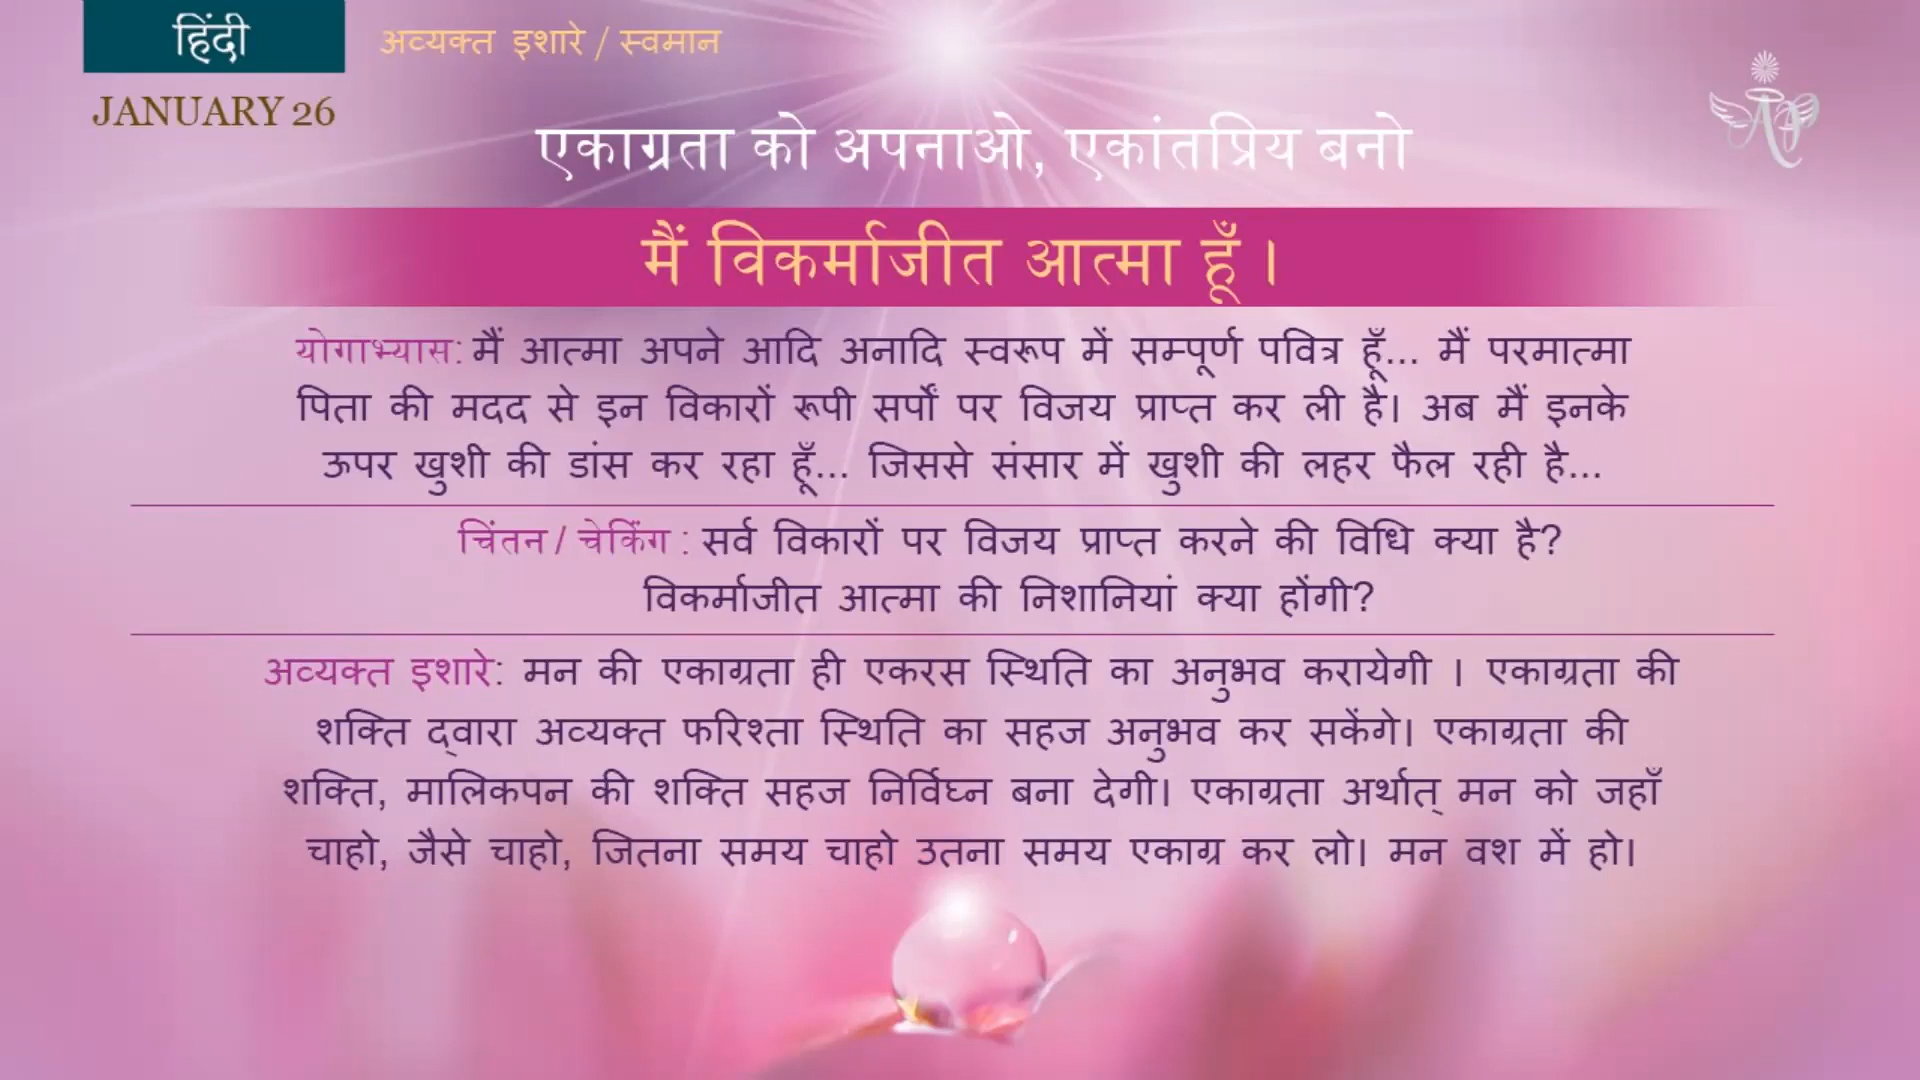 हिंदी
अव्यक्त इशारे / स्वमान
JANUARY 26
एकाग्रता को अपनाओ, एकांतप्रिय बनो
मैं विकर्माजीत आत्मा हूँ ।
योगाभ्यास: मैं आत्मा अपने आदि अनादि स्वरूप में सम्पूर्ण पवित्र हूँ... मैं परमात्मा
पिता की मदद से इन विकारों रूपी सर्पों पर विजय प्राप्त कर ली है। अब मैं इनके
ऊपर खुशी की डांस कर रहा हूँ... जिससे संसार में खुशी की लहर फैल रही है...
चिंतन / चेकिंग : सर्व विकारों पर विजय प्राप्त करने की विधि क्या है?
विकर्माजीत आत्मा की निशानियां क्या होंगी?
अव्यक्त इशारे: मन की एकाग्रता ही एकरस स्थिति का अनुभव करायेगी । एकाग्रता की
शक्ति द्वारा अव्यक्त फरिश्ता स्थिति का सहज अनुभव कर सकेंगे। एकाग्रता की
शक्ति, मालिकपन की शक्ति सहज निर्विघ्न बना देगी। एकाग्रता अर्थात् मन को जहाँ
चाहो, जैसे चाहो, जितना समय चाहो उतना समय एकाग्र कर लो। मन वश में हो।